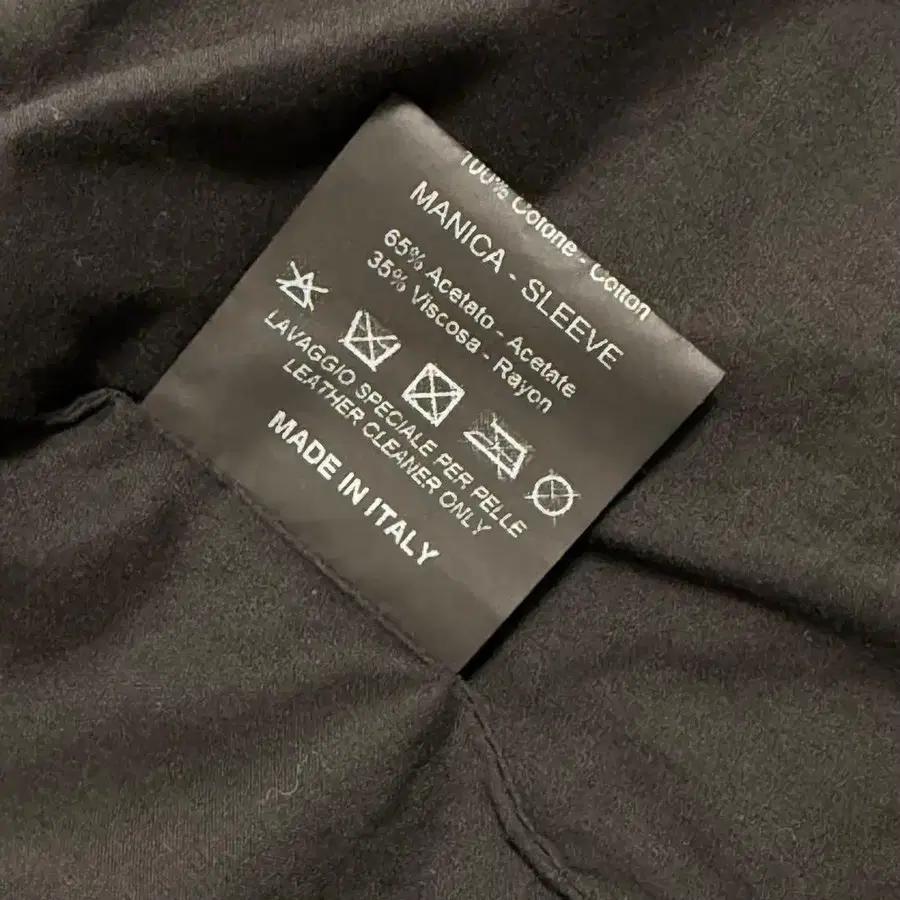 100% Cotone - Cotton
MANICA - SLEEVE
65% Acetato - Acetate
35% Viscosa - Rayon
LAVAGGIO SPECIALE PER PELLE
LEATHER CLEANER ONLY
MADE IN ITALY